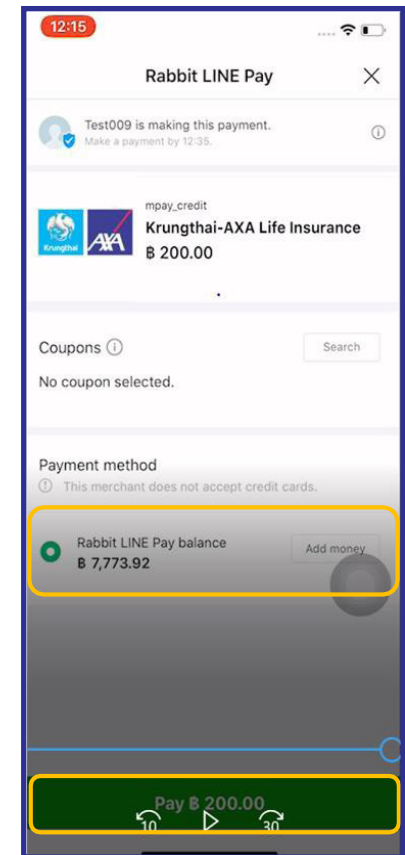 12:15
Rabbit LINE Pay
Test009 is making this payment.
Make a payment by 12:35.
mpay_credit
Krungthai-AXA Life Insurance
฿ 200.00
Krungthai
AXA
Coupons
Search
No coupon selected.
Payment method
This merchant does not accept credit cards.
Rabbit LINE Pay balance
Add money
฿ 7,773.92
Pay ฿ 200.00
10
30